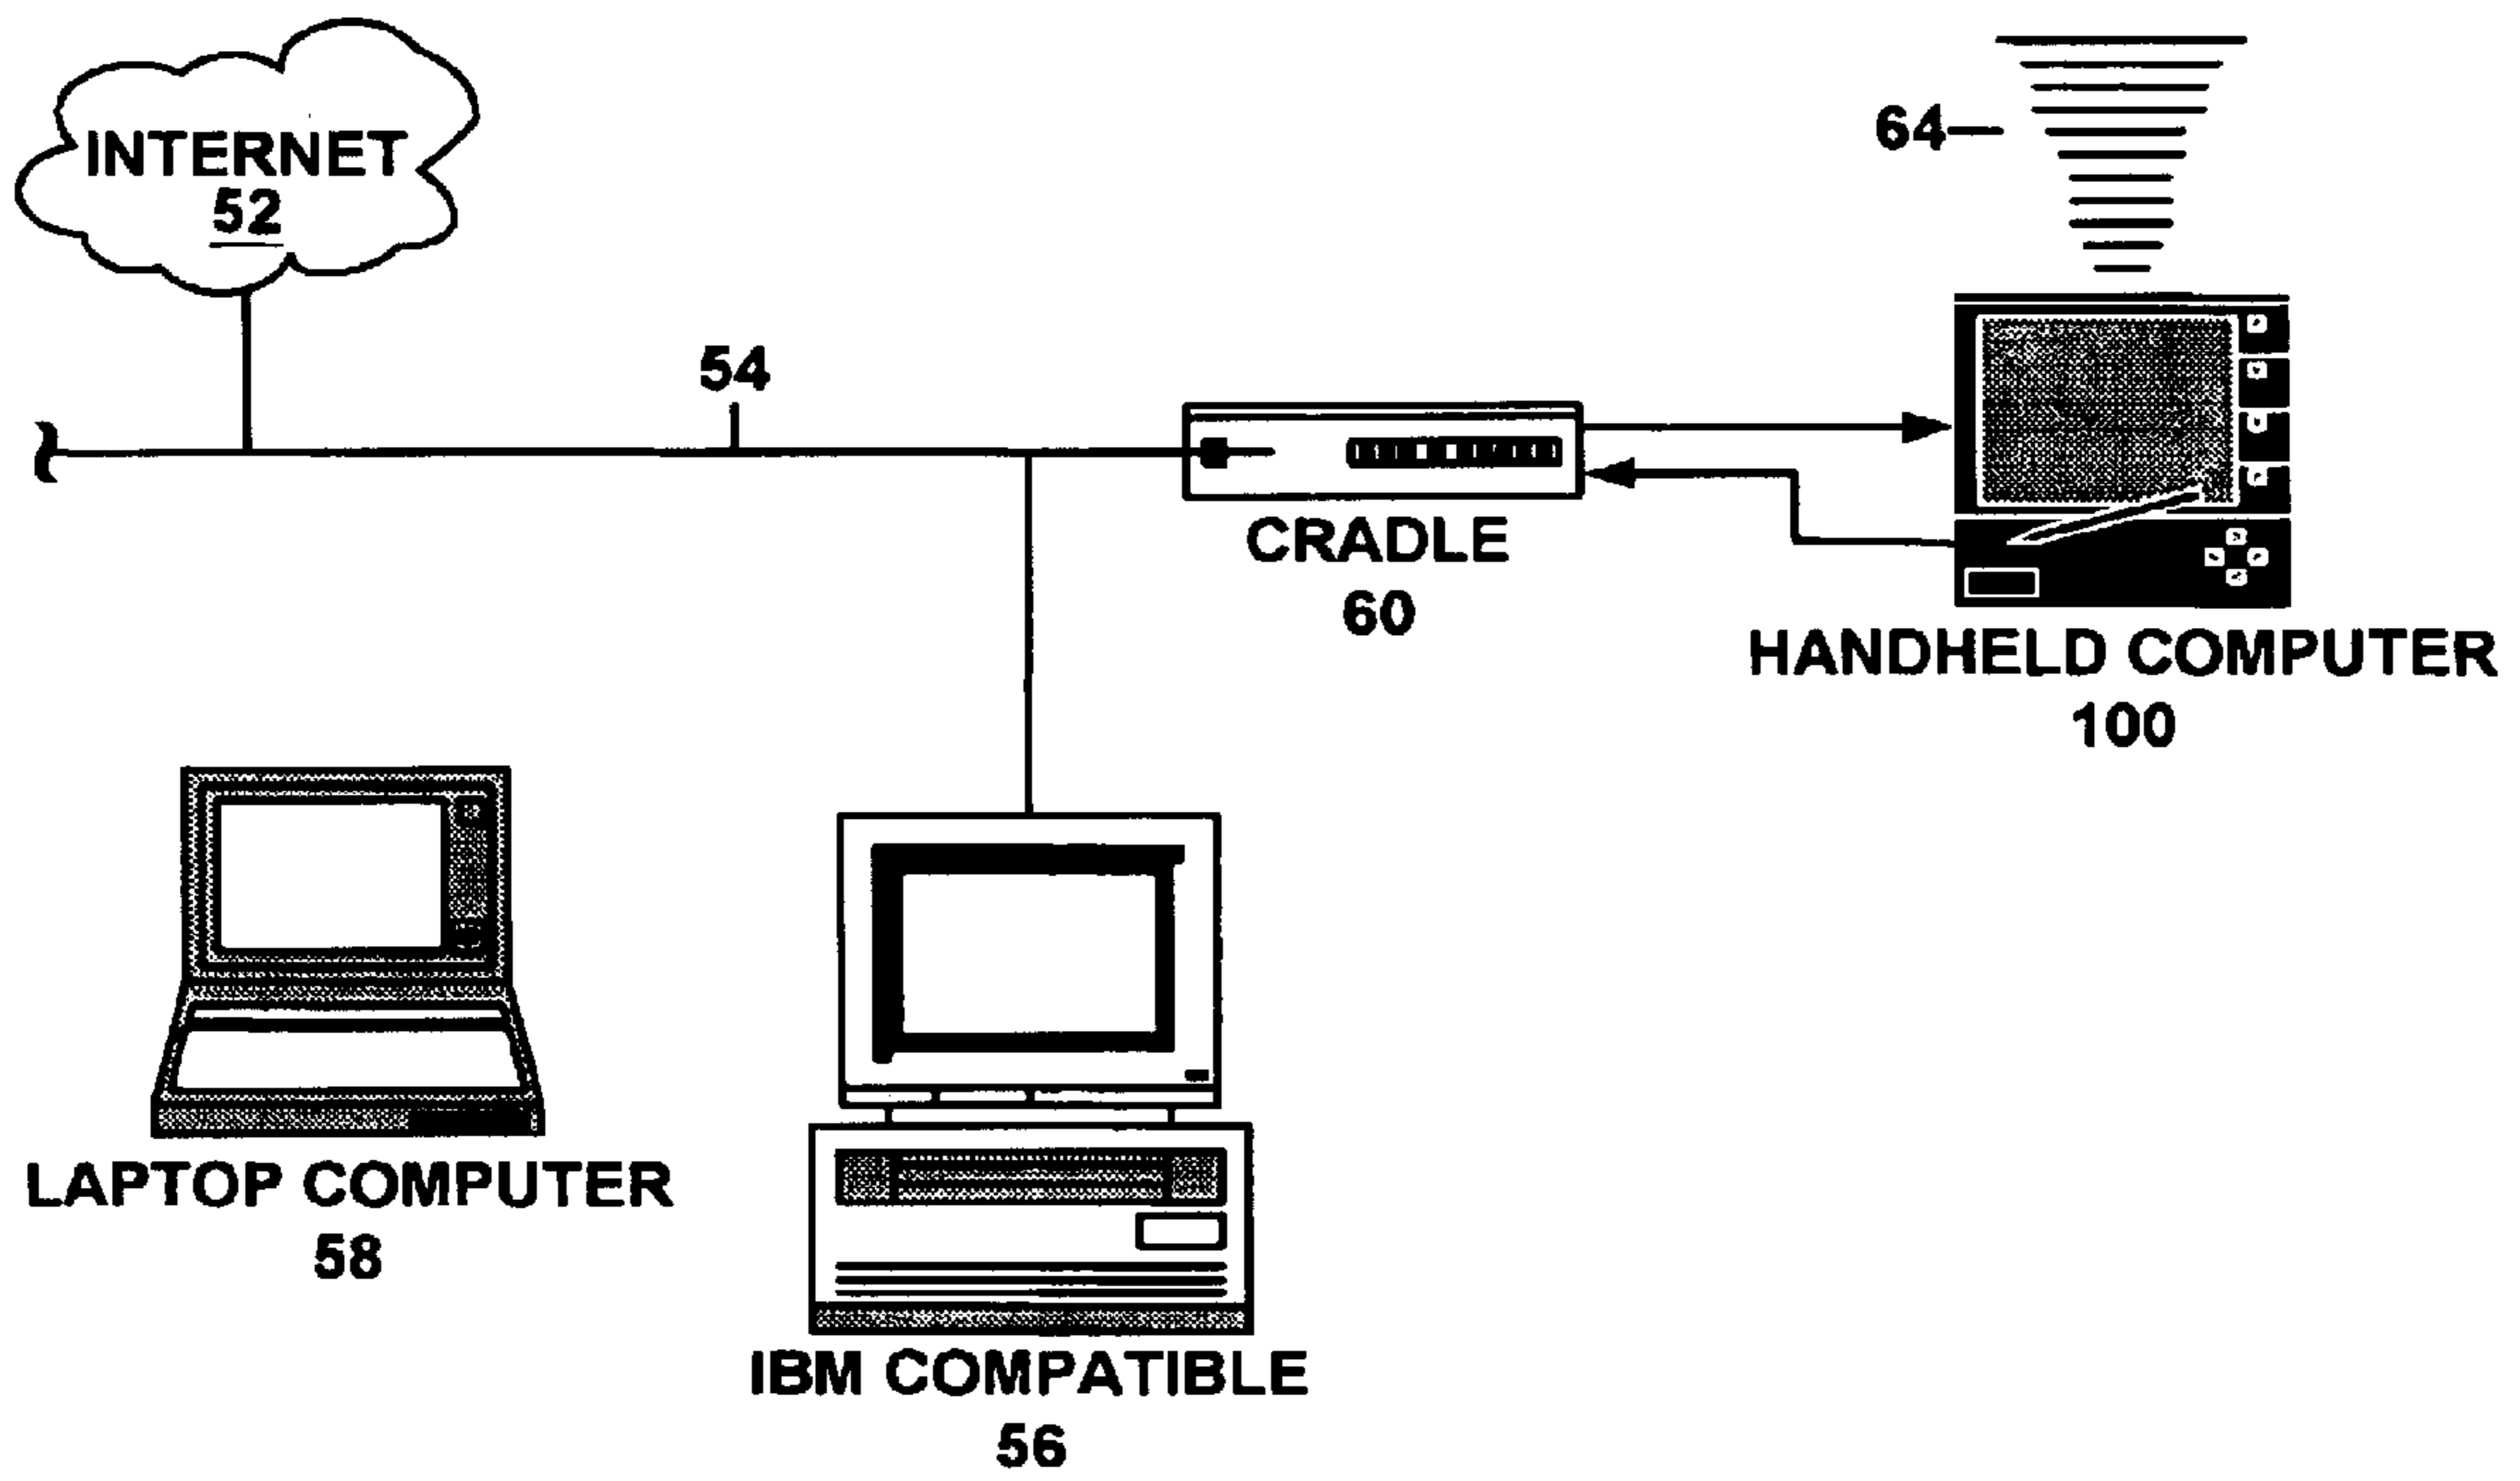 INTERNET
52
64
54
CRADLE
60
HANDHELD COMPUTER
100
LAPTOP COMPUTER
58
IBM COMPATIBLE
56